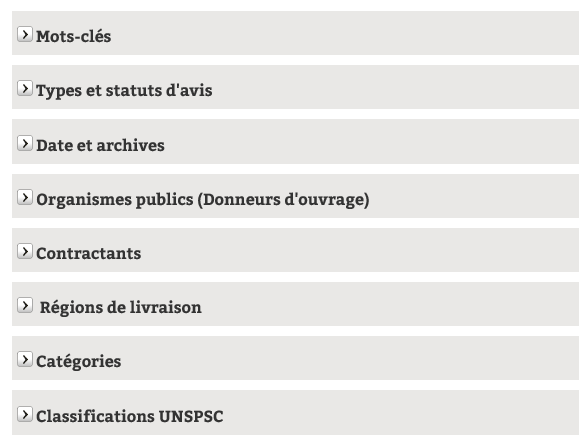 Mots-clés
Types et statuts d'avis
Date et archives
Organismes publics (Donneurs d'ouvrage)
Contractants
Régions de livraison
Catégories
Classifications UNSPSC